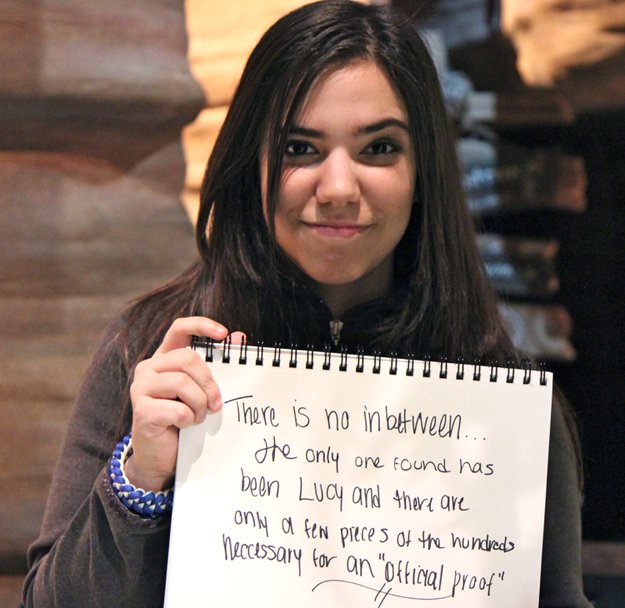 There is no inbetween...
the only one found has
been Lucy and there are
only a few pieces of the hundreds
neccessary for an "official proof"